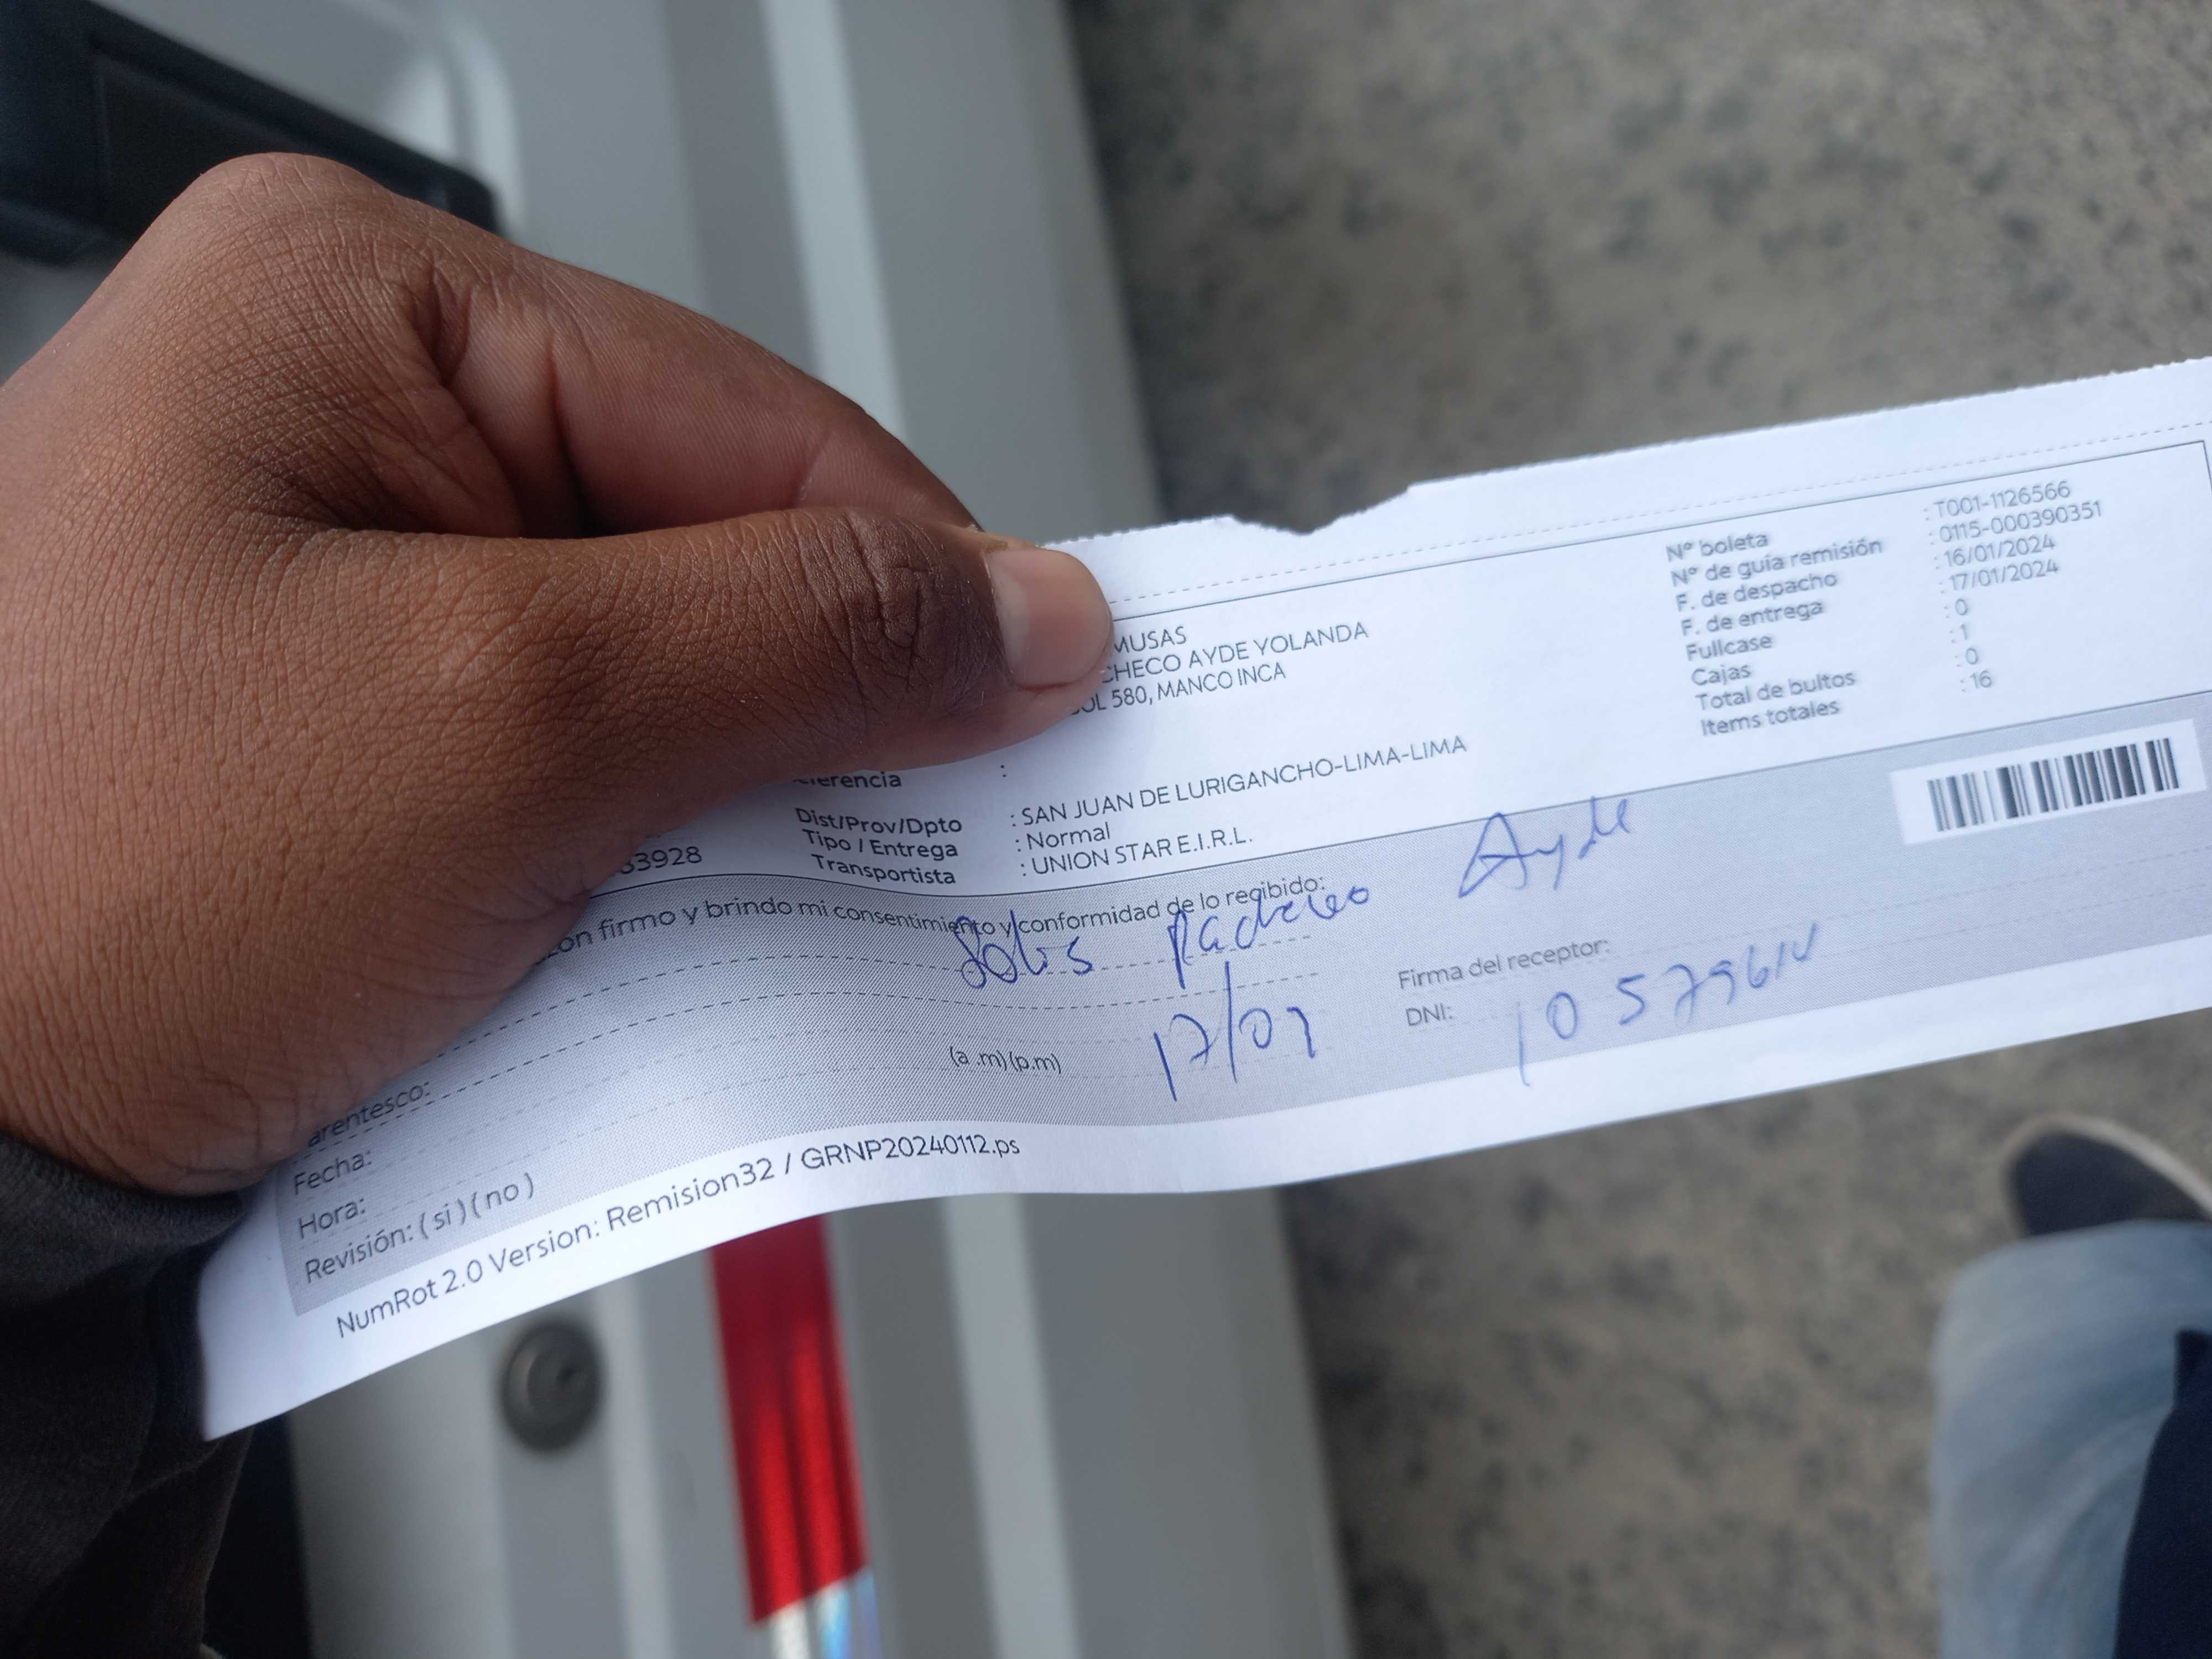 Nº boleta : T001-1126566
Nº de guía remisión : 0115-000390351
F. de despacho : 16/01/2024
F. de entrega : 17/01/2024
Fullcase : 0
Cajas : 1
Total de bultos : 0
Items totales : 16
MUSAS
CHECO AYDE YOLANDA
OL 580, MANCO INCA
erencia :
Dist/Prov/Dpto : SAN JUAN DE LURIGANCHO-LIMA-LIMA
Tipo / Entrega : Normal
Transportista : UNION STAR E.I.R.L.
33928
zón firmo y brindo mi consentimiento y conformidad de lo recibido:
Pacheco Ayde
arentesco:
Fecha:
Hora: (a .m)(p.m) 17/01
Revisión: ( si ) ( no )
Firma del receptor:
DNI:
NumRot 2.0 Version: Remision32 / GRNP20240112.ps